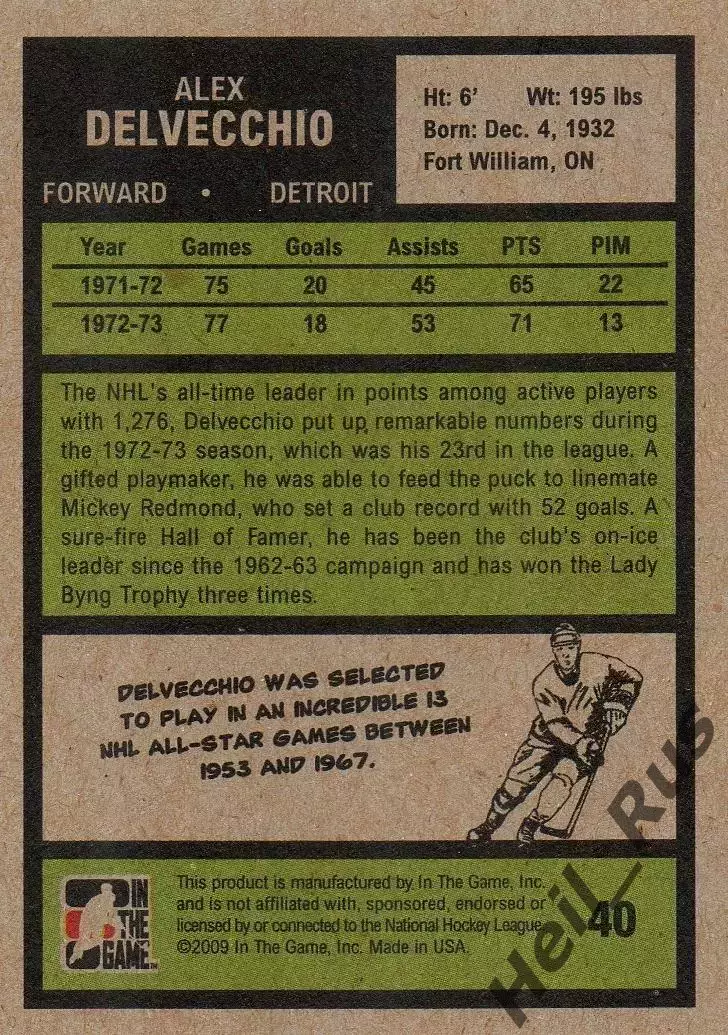 ALEX
DELVECCHIO
FORWARD • DETROIT
Ht: 6' Wt: 195 lbs
Born: Dec. 4, 1932
Fort William, ON
Year Games Goals Assists PTS PIM
1971-72 75 20 45 65 22
1972-73 77 18 53 71 13
The NHL's all-time leader in points among active players
with 1,276, Delvecchio put up remarkable numbers during
the 1972-73 season, which was his 23rd in the league. A
gifted playmaker, he was able to feed the puck to linemate
Mickey Redmond, who set a club record with 52 goals. A
sure-fire Hall of Famer, he has been the club's on-ice
leader since the 1962-63 campaign and has won the Lady
Byng Trophy three times.
DELVECCHIO WAS SELECTED
TO PLAY IN AN INCREDIBLE 13
NHL ALL-STAR GAMES BETWEEN
1953 AND 1967.
IN
THE
GAME™
This product is manufactured by In The Game, Inc.
and is not affiliated with, sponsored, endorsed or
licensed by or connected to the National Hockey League.
©2009 In The Game, Inc. Made in USA.
40
Heil_Rus